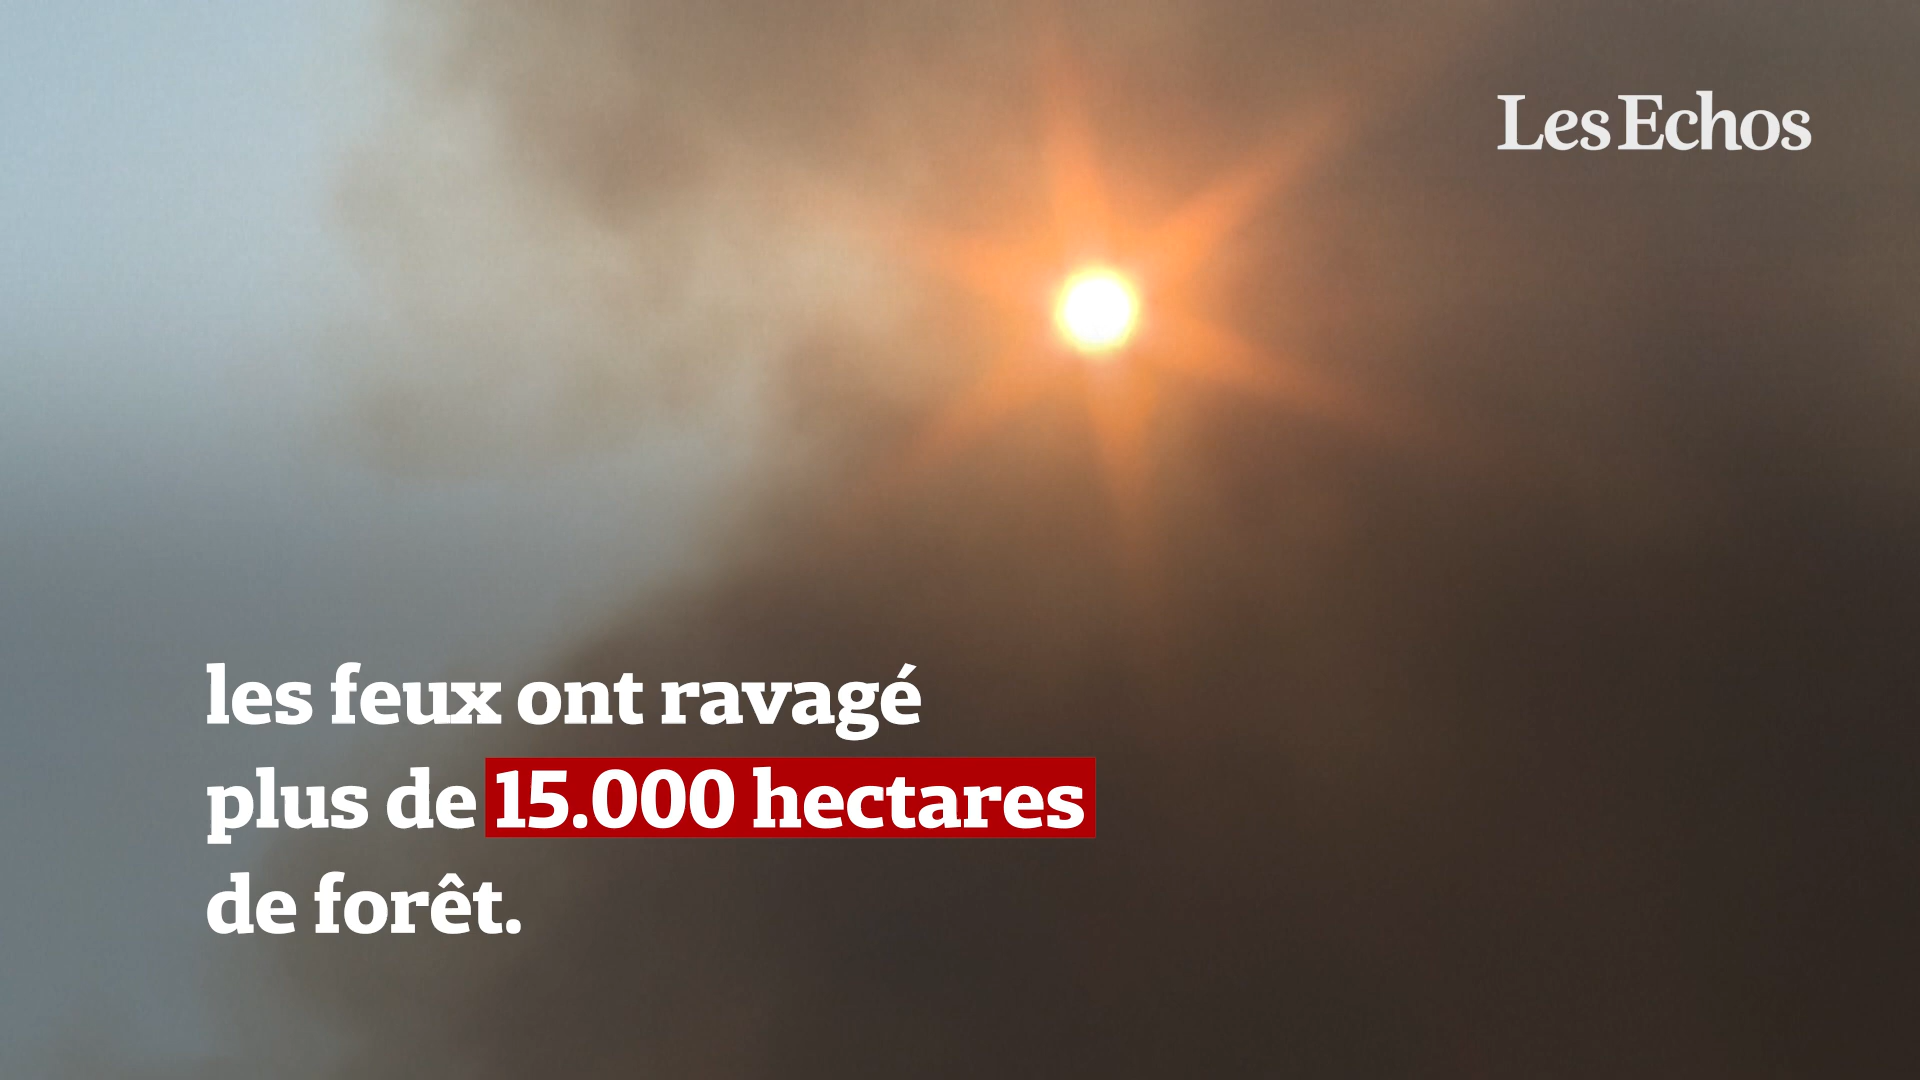 Les Echos
les feux ont ravagé
plus de 15.000 hectares
de forêt.